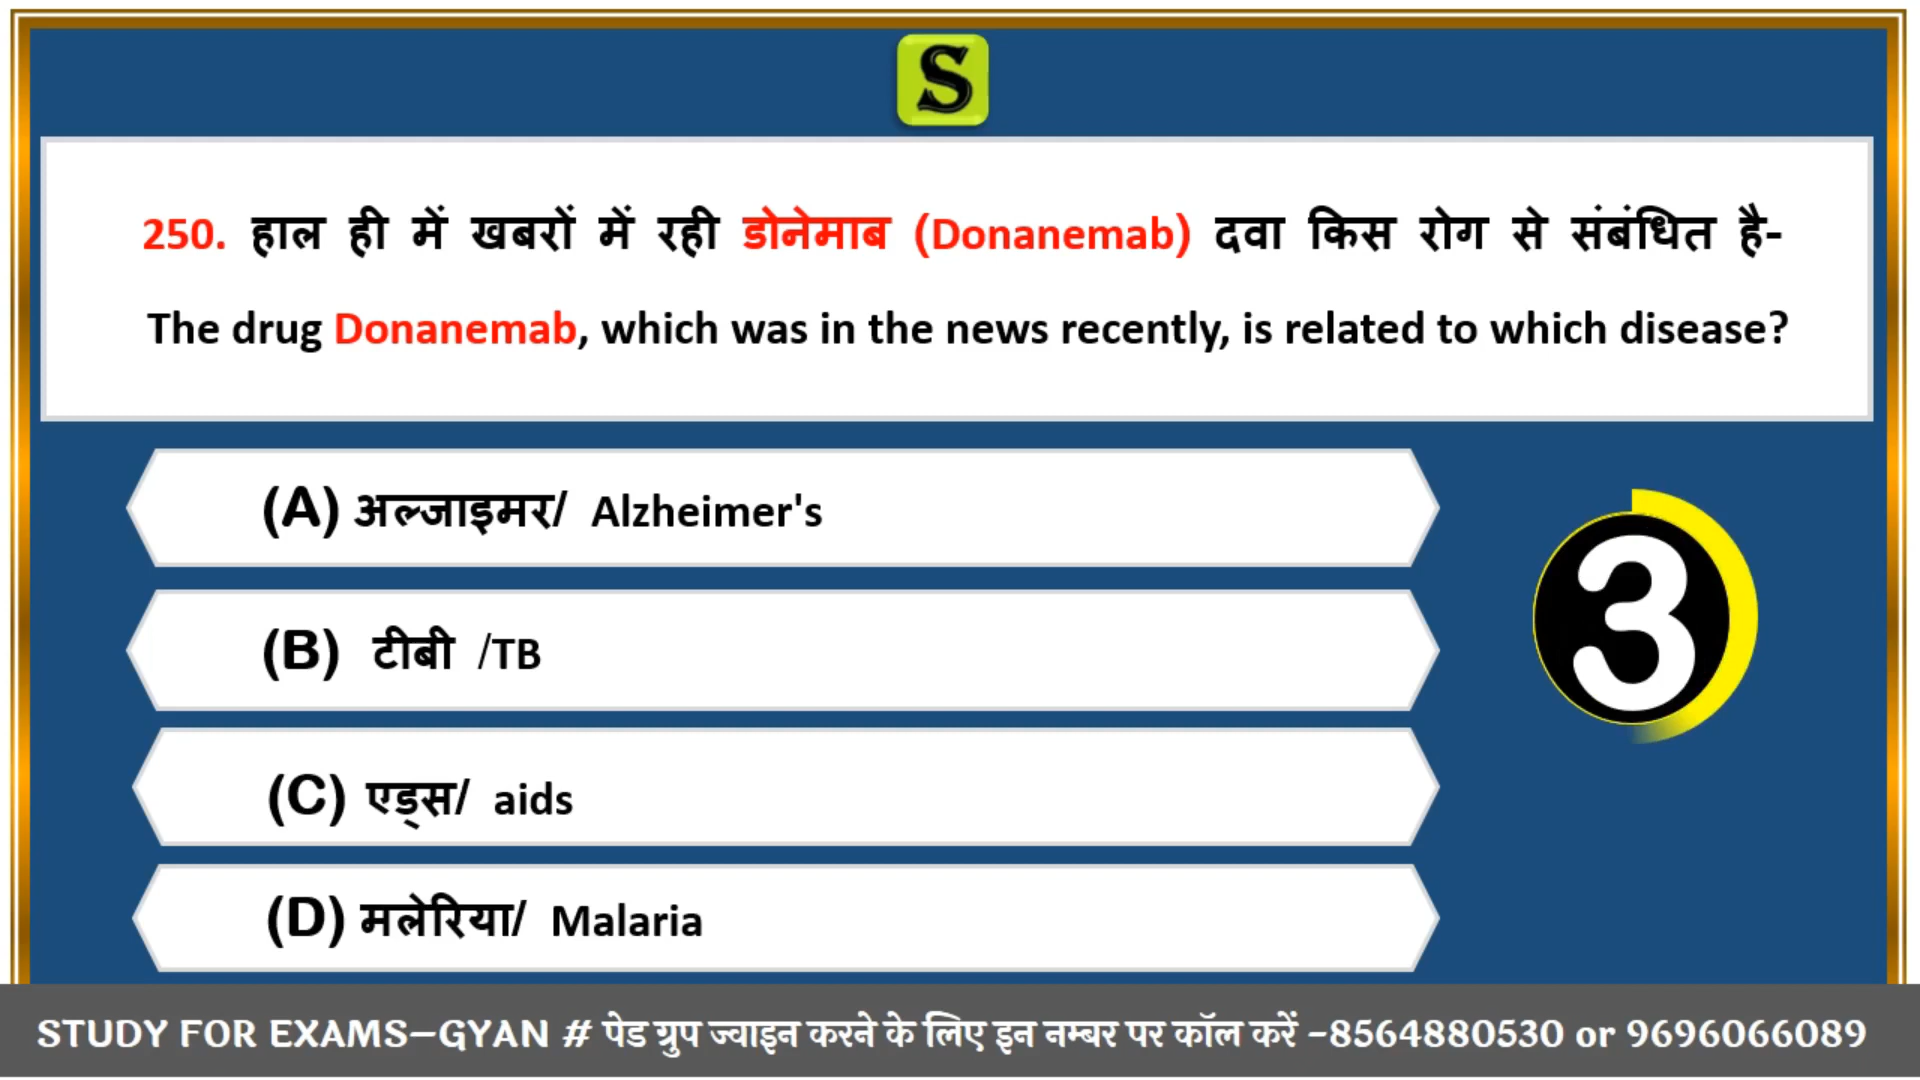 S
250. हाल ही में खबरों में रही डोनेमाब (Donanemab) दवा किस रोग से संबंधित है-
The drug Donanemab, which was in the news recently, is related to which disease?
(A) अल्जाइमर/ Alzheimer's
(B) टीबी /TB
(C) एड्स/ aids
(D) मलेरिया/ Malaria
3
STUDY FOR EXAMS–GYAN # पेड ग्रुप ज्वाइन करने के लिए इन नम्बर पर कॉल करें –8564880530 or 9696066089